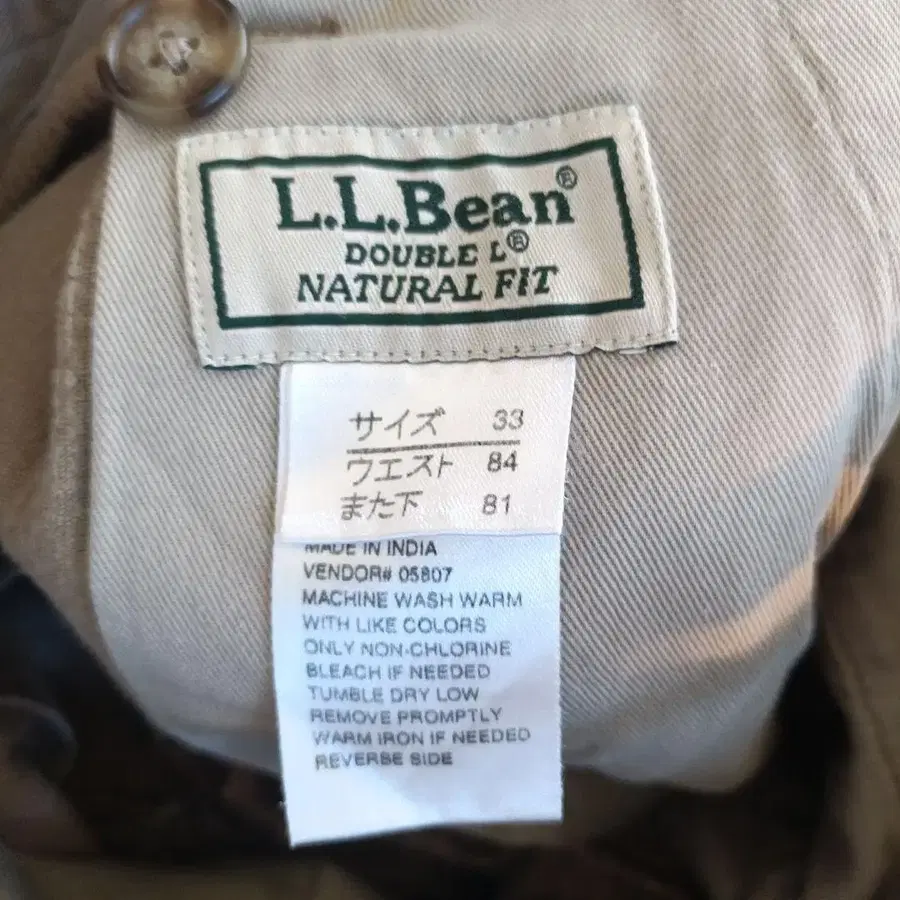 L.L.Bean®
DOUBLE L®
NATURAL FIT
サイズ 33
ウエスト 84
また下 81
MADE IN INDIA
VENDOR# 05807
MACHINE WASH WARM
WITH LIKE COLORS
ONLY NON-CHLORINE
BLEACH IF NEEDED
TUMBLE DRY LOW
REMOVE PROMPTLY
WARM IRON IF NEEDED
REVERSE SIDE